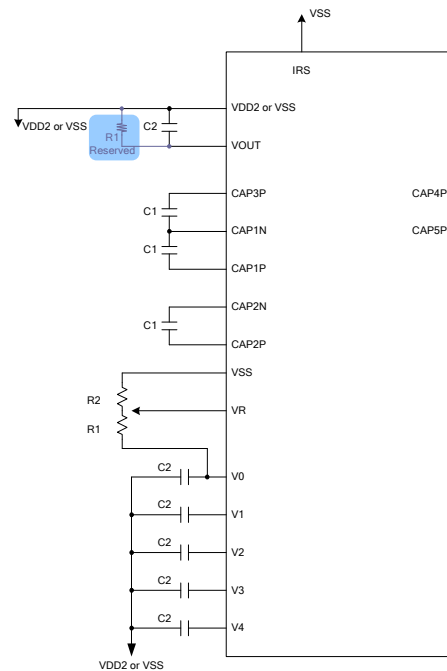 VSS
IRS
VDD2 or VSS
VDD2 or VSS
C2
R1
Reserved
VOUT
CAP3P
CAP4P
C1
CAP1N
CAP5P
C1
CAP1P
CAP2N
C1
CAP2P
VSS
R2
VR
R1
C2
V0
C2
V1
C2
V2
C2
V3
C2
V4
VDD2 or VSS